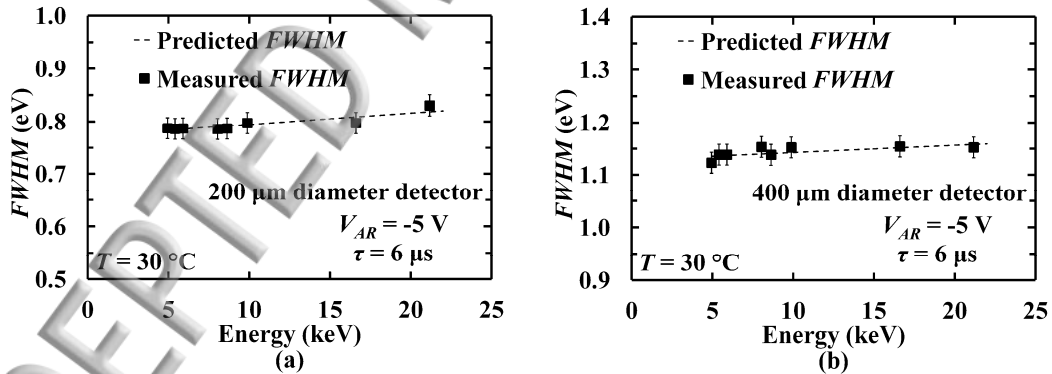 1.0
0.9
0.8
0.7
0.6
0.5
FWHM (eV)
Predicted FWHM
Measured FWHM
200 μm diameter detector
V_AR = -5 V
τ = 6 μs
T = 30 °C
0 5 10 15 20 25
Energy (keV)
(a)
1.4
1.3
1.2
1.1
1.0
0.9
FWHM (eV)
Predicted FWHM
Measured FWHM
400 μm diameter detector
V_AR = -5 V
τ = 6 μs
T = 30 °C
0 5 10 15 20 25
Energy (keV)
(b)
EPTED